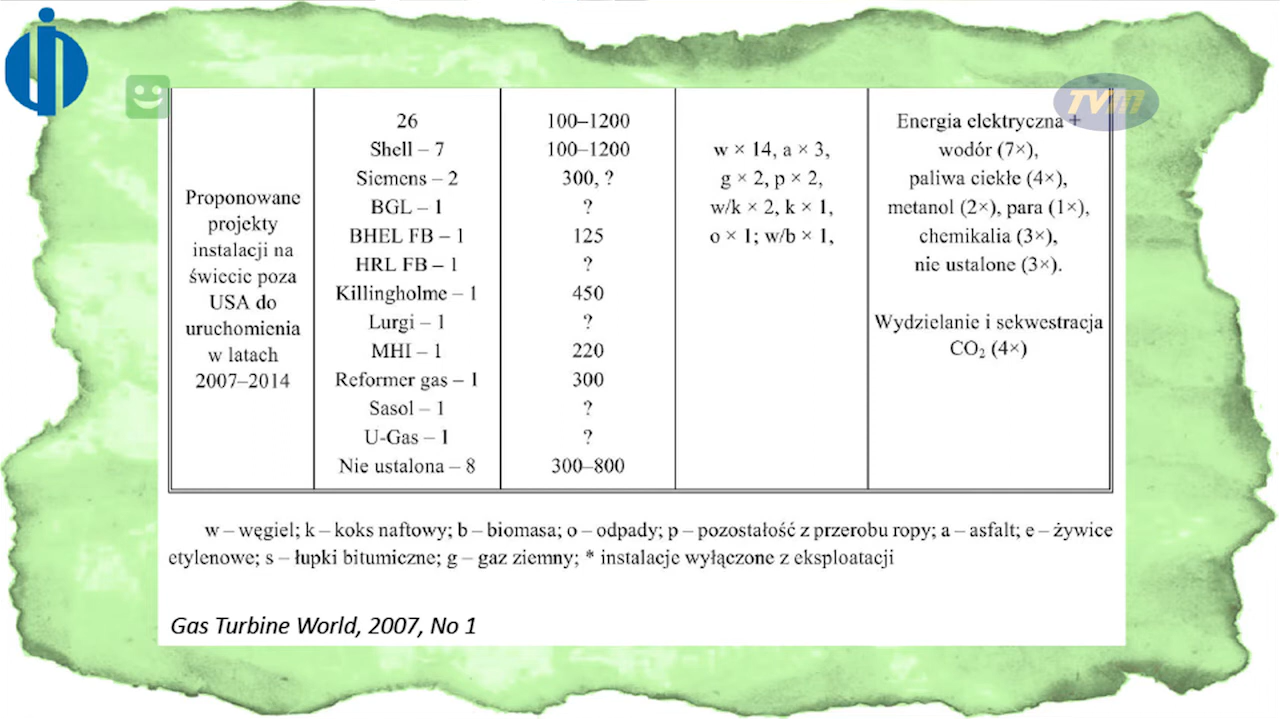 TViM
Proponowane
projekty
instalacji na
świecie poza
USA do
uruchomienia
w latach
2007–2014
26
Shell – 7
Siemens – 2
BGL – 1
BHEL FB – 1
HRL FB – 1
Killingholme – 1
Lurgi – 1
MHI – 1
Reformer gas – 1
Sasol – 1
U-Gas – 1
Nie ustalona – 8
100–1200
100–1200
300, ?
?
125
?
450
?
220
300
?
?
300–800
w × 14, a × 3,
g × 2, p × 2,
w/k × 2, k × 1,
o × 1; w/b × 1,
Energia elektryczna +
wodór (7×),
paliwa ciekłe (4×),
metanol (2×), para (1×),
chemikalia (3×),
nie ustalone (3×).
Wydzielanie i sekwestracja
CO₂ (4×)
w – węgiel; k – koks naftowy; b – biomasa; o – odpady; p – pozostałość z przerobu ropy; a – asfalt; e – żywice
etylenowe; s – łupki bitumiczne; g – gaz ziemny; * instalacje wyłączone z eksploatacji
Gas Turbine World, 2007, No 1